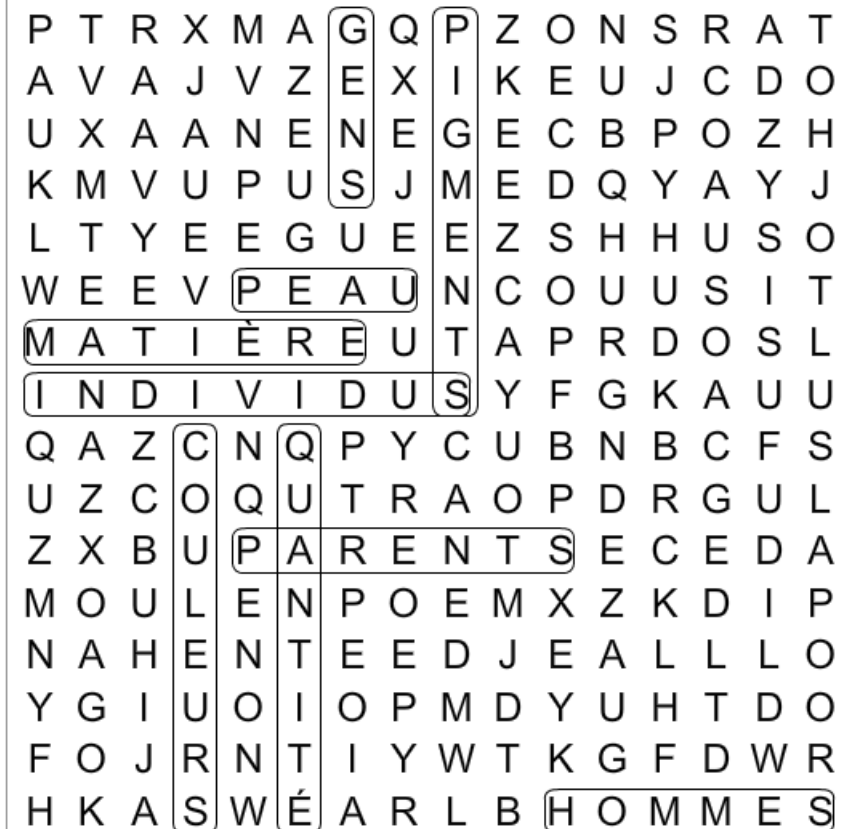 P T R X M A G Q P Z O N S R A T
A V A J V Z E X I K E U J C D O
U X A A N E N E G E C B P O Z H
K M V U P U S J M E D Q Y A Y J
L T Y E E G U E E Z S H H U S O
W E E V P E A U N C O U U S I T
M A T I È R E U T A P R D O S L
I N D I V I D U S Y F G K A U U
Q A Z C N Q P Y C U B N B C F S
U Z C O Q U T R A O P D R G U L
Z X B U P A R E N T S E C E D A
M O U L E N P O E M X Z K D I P
N A H E N T E E D J E A L L L O
Y G I U O I O P M D Y U H T D O
F O J R N T I Y W T K G F D W R
H K A S W É A R L B H O M M E S